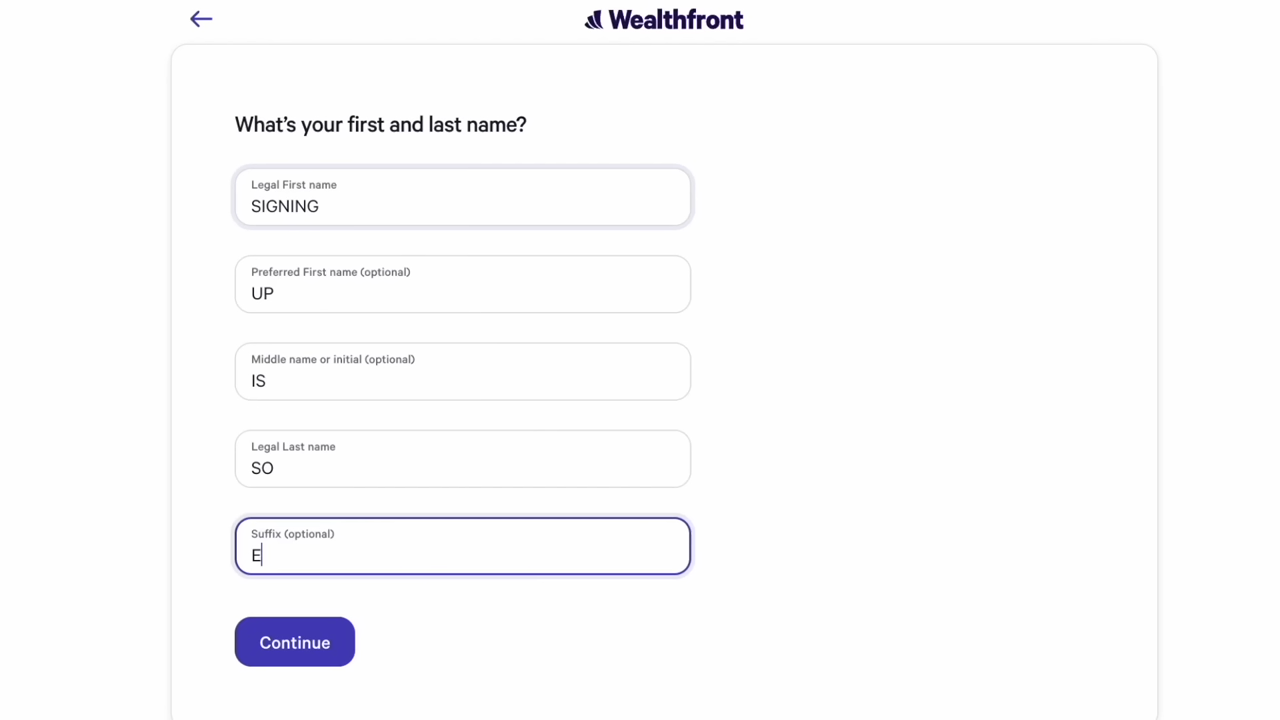 Wealthfront
What's your first and last name?
Legal First name
SIGNING
Preferred First name (optional)
UP
Middle name or initial (optional)
IS
Legal Last name
SO
Suffix (optional)
E
Continue